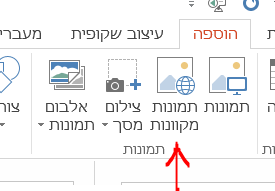 הוספה
עיצוב שקופית
מעברי
תמונות
תמונות
מקוונות
צילום
מסך
אלבום
תמונות
צור
תמונות